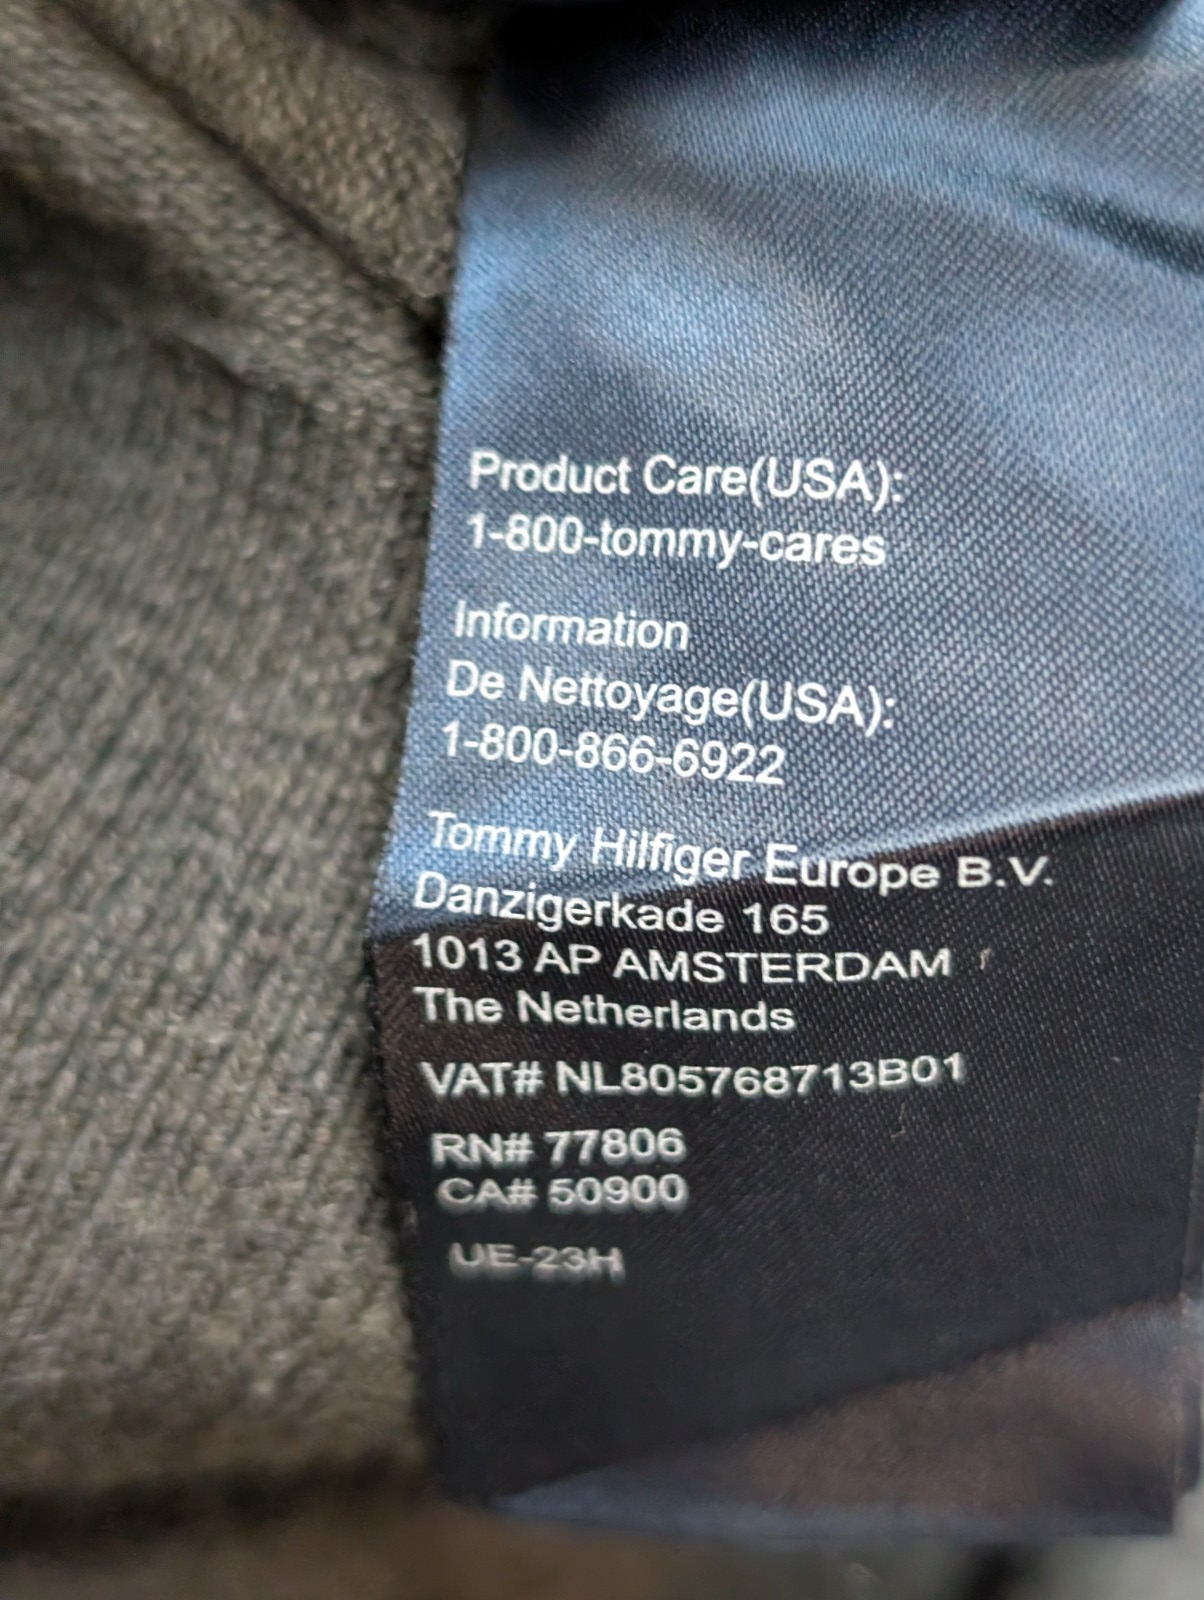 Product Care(USA):
1-800-tommy-cares
Information
De Nettoyage(USA):
1-800-866-6922
Tommy Hilfiger Europe B.V.
Danzigerkade 165
1013 AP AMSTERDAM
The Netherlands
VAT# NL805768713B01
RN# 77806
CA# 50900
UE-23H